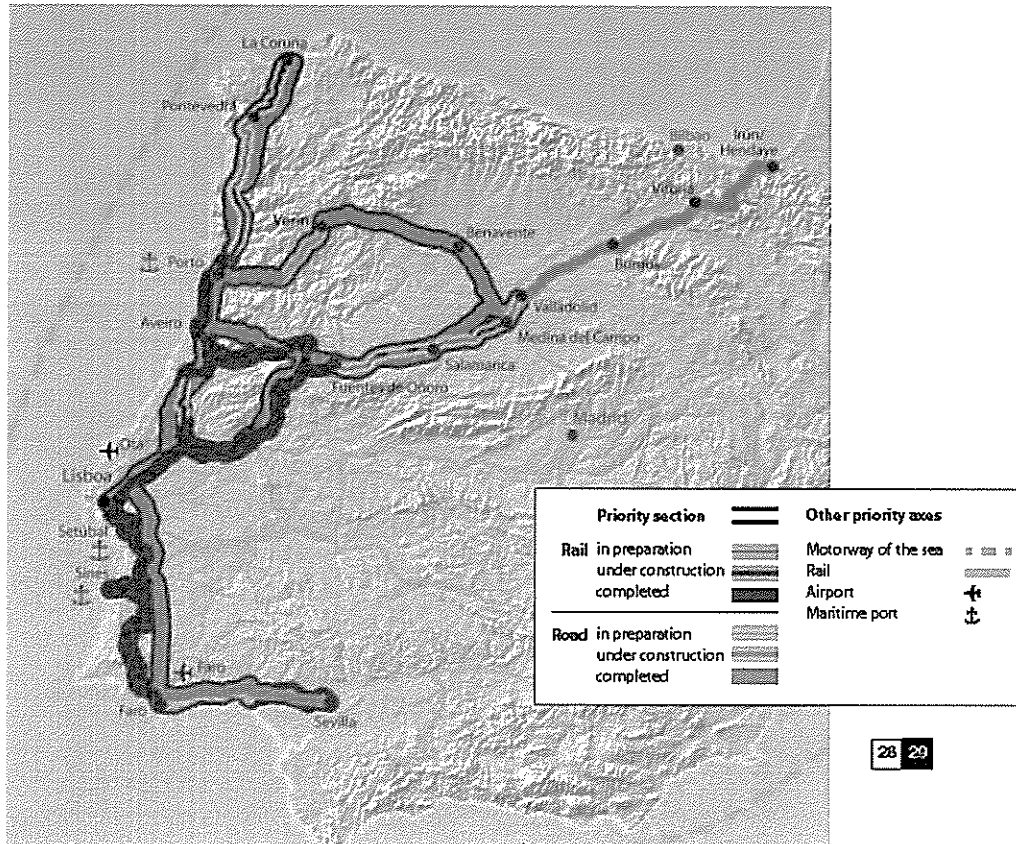 La Coruña
Pontevedra
Bilbao
Irun/
Hendaye
Vitoria
Verin
Benavente
Porto
Burgos
Valladolid
Aveiro
Medina del Campo
Salamanca
Fuentes de Oñoro
Madrid
Ota
Lisboa
Setúbal
Sines
Faro
Faro
Sevilla
Priority section
Other priority axes
Rail in preparation
under construction
completed
Road in preparation
under construction
completed
Motorway of the sea
Rail
Airport
Maritime port
28 29